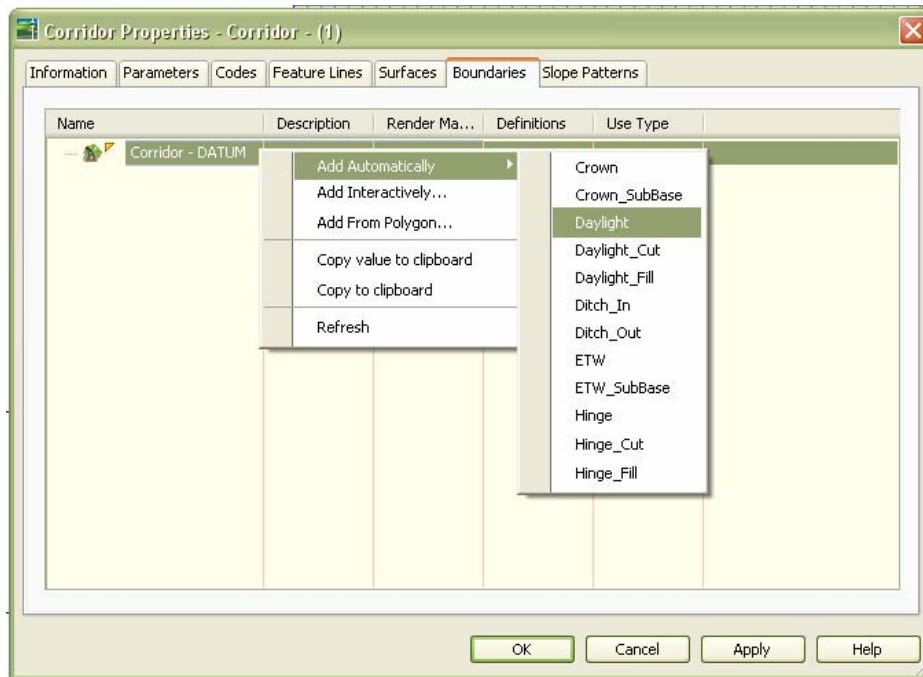 Corridor Properties - Corridor - (1)
Information Parameters Codes Feature Lines Surfaces Boundaries Slope Patterns
Name Description Render Ma... Definitions Use Type
Corridor - DATUM
Add Automatically
Add Interactively...
Add From Polygon...
Copy value to clipboard
Copy to clipboard
Refresh
Crown
Crown_SubBase
Daylight
Daylight_Cut
Daylight_Fill
Ditch_In
Ditch_Out
ETW
ETW_SubBase
Hinge
Hinge_Cut
Hinge_Fill
OK Cancel Apply Help